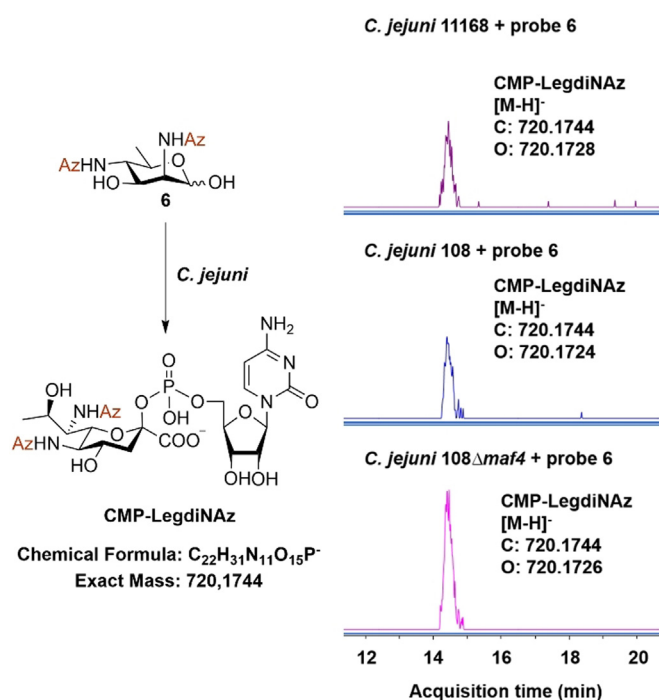 C. jejuni 11168 + probe 6
CMP-LegdiNAz
[M-H]-
C: 720.1744
O: 720.1728
NHAz
AzHN
HO
O
OH
6
C. jejuni
C. jejuni 108 + probe 6
CMP-LegdiNAz
[M-H]-
C: 720.1744
O: 720.1724
NH₂
N
O
N
O
O
P
O
OH
O
OH
NHAz
AzHN
O
COO⁻
HO
OHOH
CMP-LegdiNAz
Chemical Formula: C₂₂H₃₁N₁₁O₁₅P⁻
Exact Mass: 720,1744
C. jejuni 108Δmaf4 + probe 6
CMP-LegdiNAz
[M-H]-
C: 720.1744
O: 720.1726
12 14 16 18 20
Acquisition time (min)